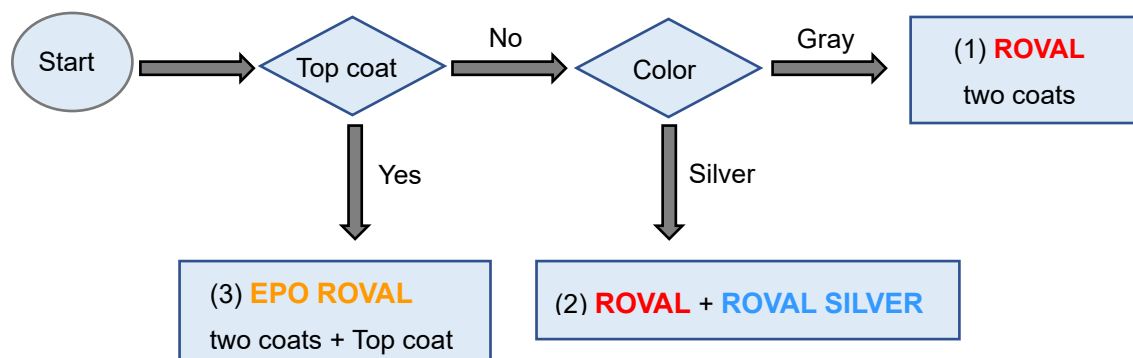 Start
Top coat
No
Color
Gray
(1) ROVAL
two coats
Yes
Silver
(3) EPO ROVAL
two coats + Top coat
(2) ROVAL + ROVAL SILVER